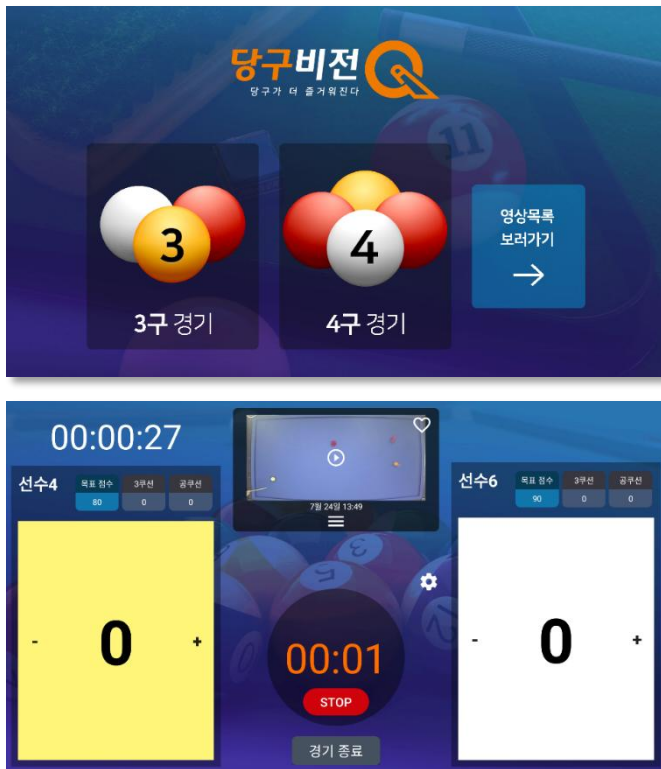 당구비전
당구가 더 즐거워진다
11
3
4
영상목록
보러가기
3구 경기
4구 경기
00:00:27
선수4
목표 점수 3쿠션 공쿠션
80 0 0
7월 24일 13:49
선수6
목표 점수 3쿠션 공쿠션
90 0 0
- 0 +
00:01
STOP
- 0 +
경기 종료